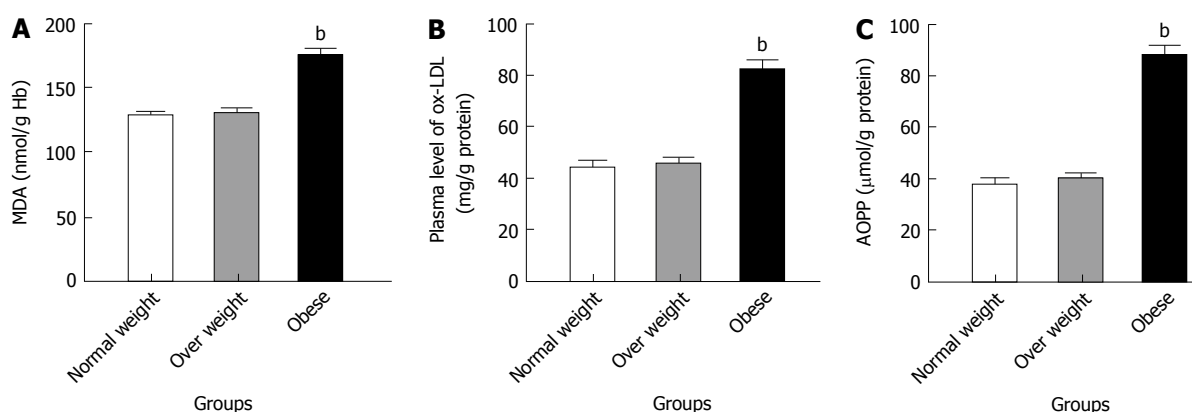 A
MDA (nmol/g Hb)
200
150
100
50
0
b
Normal weight
Over weight
Obese
Groups
B
Plasma level of ox-LDL
(mg/g protein)
100
80
60
40
20
0
b
Normal weight
Over weight
Obese
Groups
C
AOPP (μmol/g protein)
100
80
60
40
20
0
b
Normal weight
Over weight
Obese
Groups